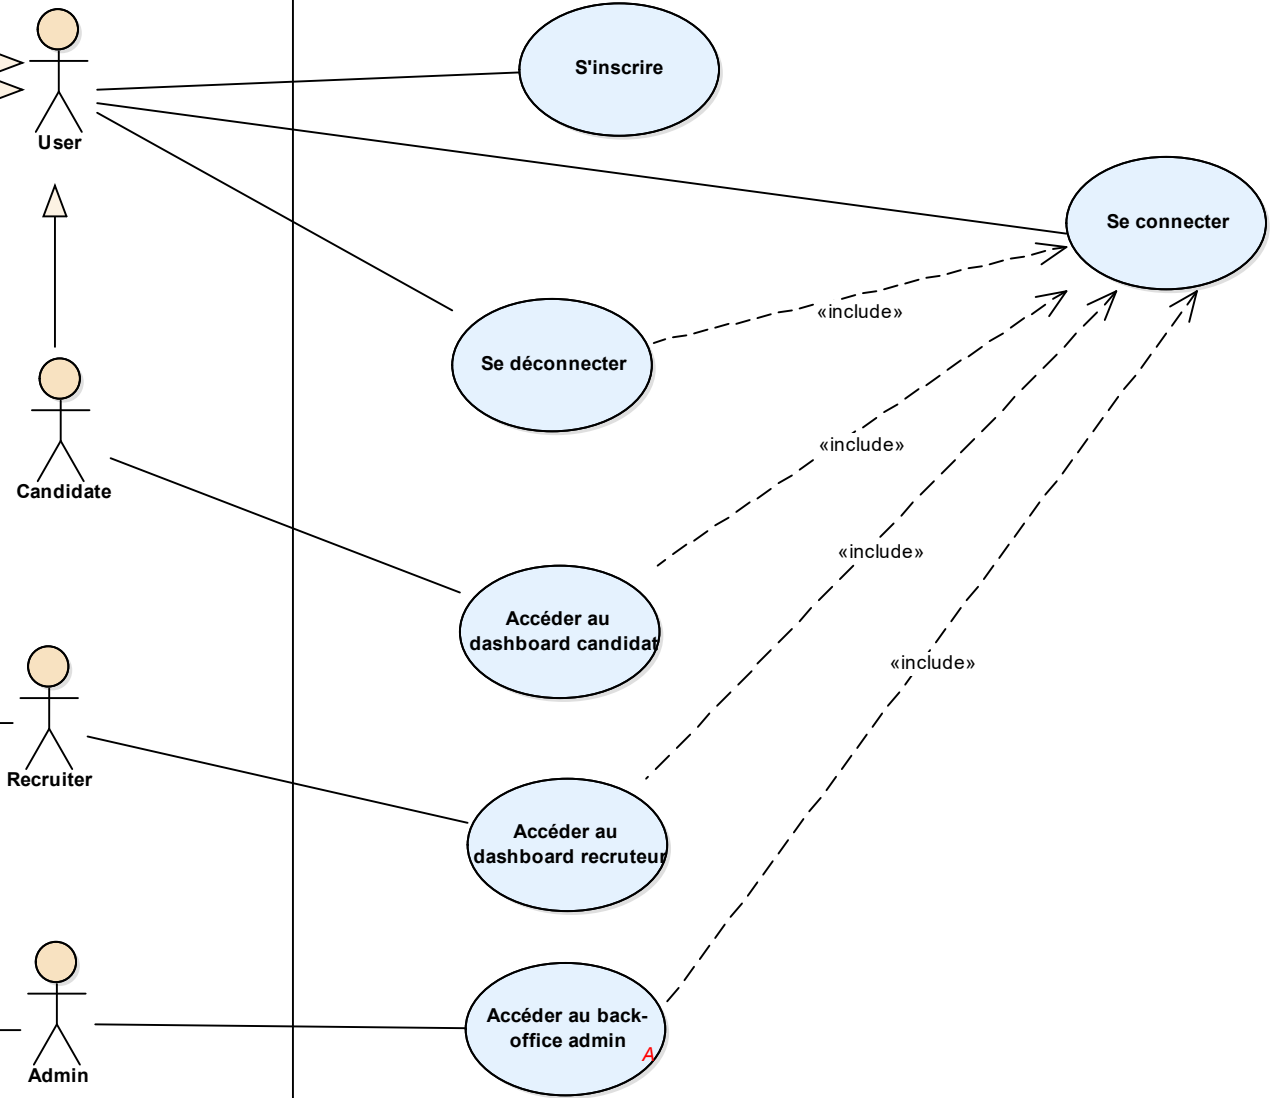 S'inscrire
User
Se connecter
«include»
Se déconnecter
«include»
Candidate
«include»
Accéder au
dashboard candidat
«include»
Recruiter
Accéder au
dashboard recruteur
Accéder au back-
office admin
A
Admin